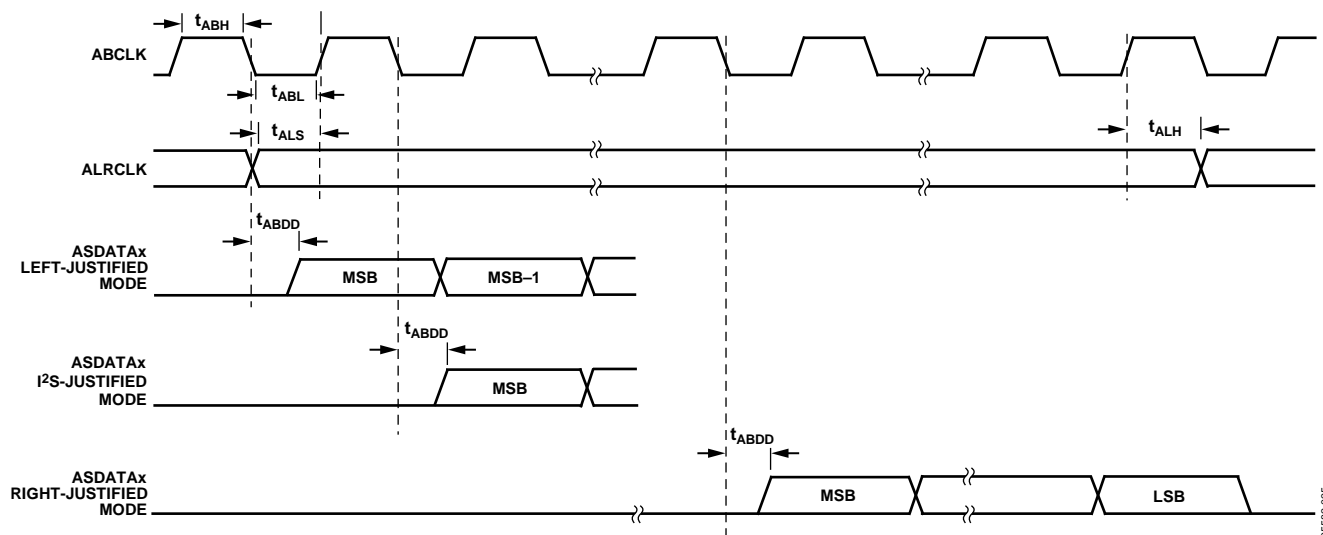 tABH
ABCLK
tABL
tALS
tALH
ALRCLK
tABDD
ASDATAx
LEFT-JUSTIFIED
MODE
MSB
MSB–1
tABDD
ASDATAx
I²S-JUSTIFIED
MODE
MSB
tABDD
ASDATAx
RIGHT-JUSTIFIED
MODE
MSB
LSB